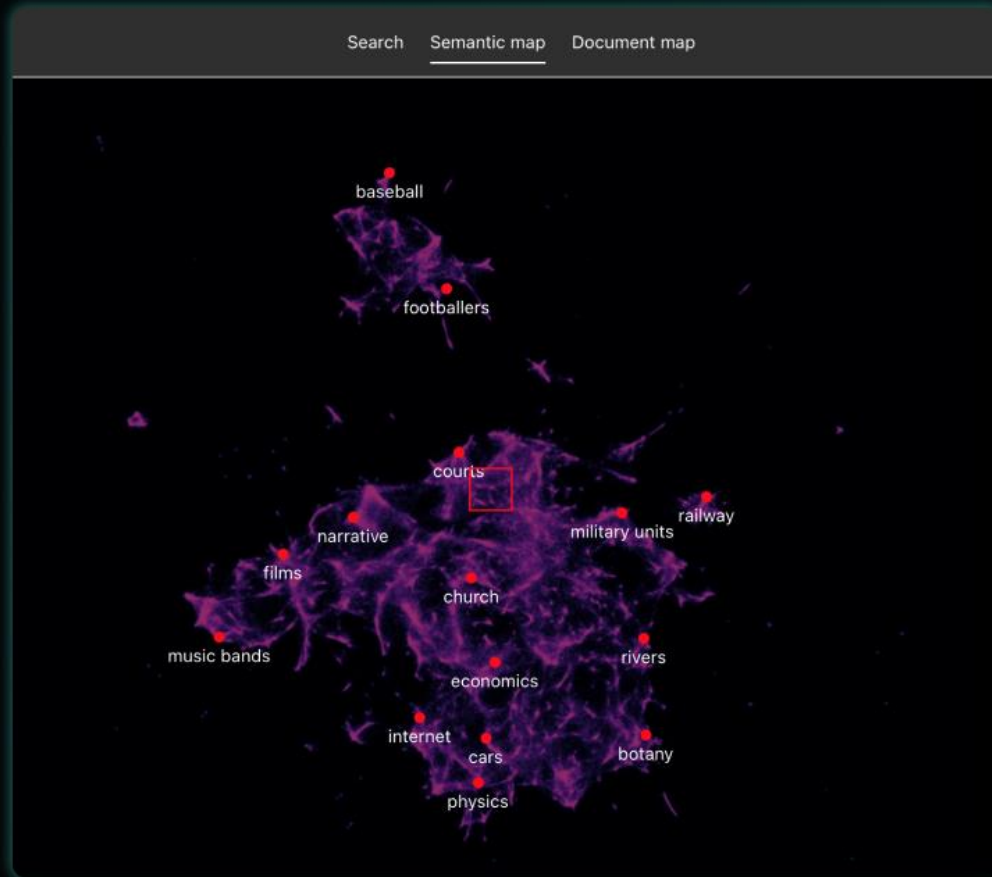 Search Semantic map Document map
baseball
footballers
courts
railway
military units
narrative
films
church
music bands
rivers
economics
internet
botany
cars
physics